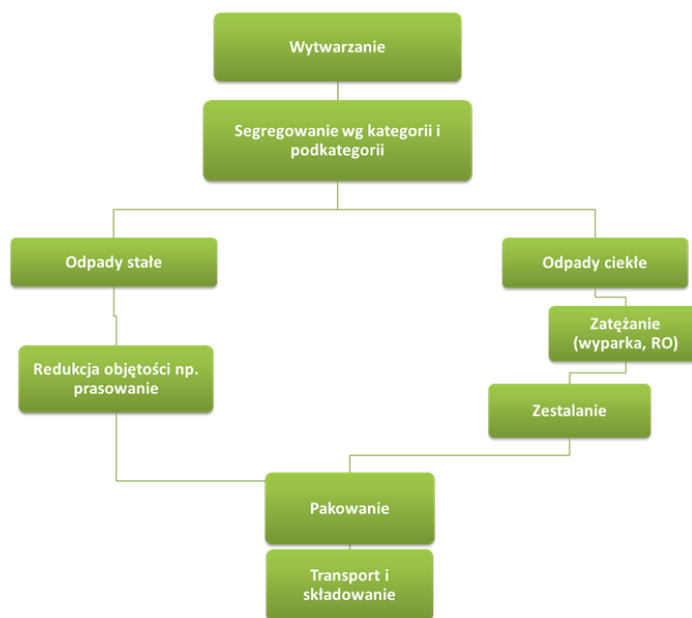 Wytwarzanie
Segregowanie wg kategorii i
podkategorii
Odpady stałe
Odpady ciekłe
Zatężanie
(wyparka, RO)
Redukcja objętości np.
prasowanie
Zestalanie
Pakowanie
Transport i
składowanie